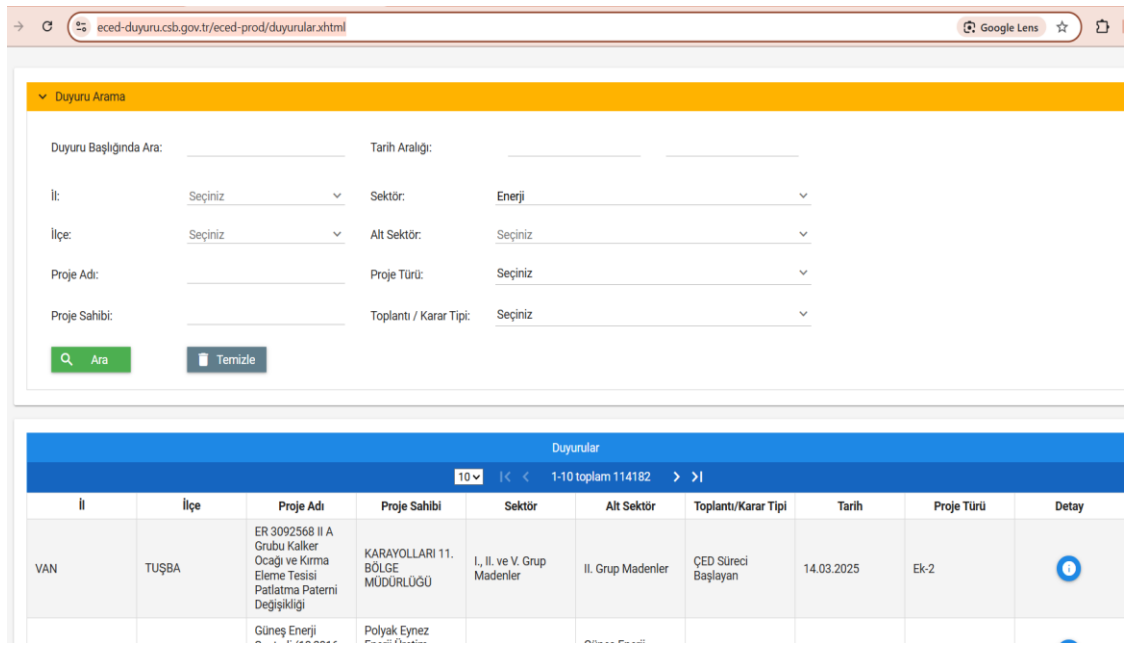 eced-duyuru.csb.gov.tr/eced-prod/duyurular.xhtml
Google Lens
Duyuru Arama
Duyuru Başlığında Ara:
Tarih Aralığı:
İl:
Seçiniz
Sektör:
Enerji
İlçe:
Seçiniz
Alt Sektör:
Seçiniz
Proje Adı:
Proje Türü:
Seçiniz
Proje Sahibi:
Toplantı / Karar Tipi:
Seçiniz
Ara
Temizle
Duyurular
10
1-10 toplam 114182
İl
İlçe
Proje Adı
Proje Sahibi
Sektör
Alt Sektör
Toplantı/Karar Tipi
Tarih
Proje Türü
Detay
VAN
TUŞBA
ER 3092568 II A
Grubu Kalker
Ocağı ve Kırma
Eleme Tesisi
Patlatma Paterni
Değişikliği
KARAYOLLARI 11.
BÖLGE
MÜDÜRLÜĞÜ
I., II. ve V. Grup
Madenler
II. Grup Madenler
ÇED Süreci
Başlayan
14.03.2025
Ek-2
Güneş Enerji
Polyak Eynez